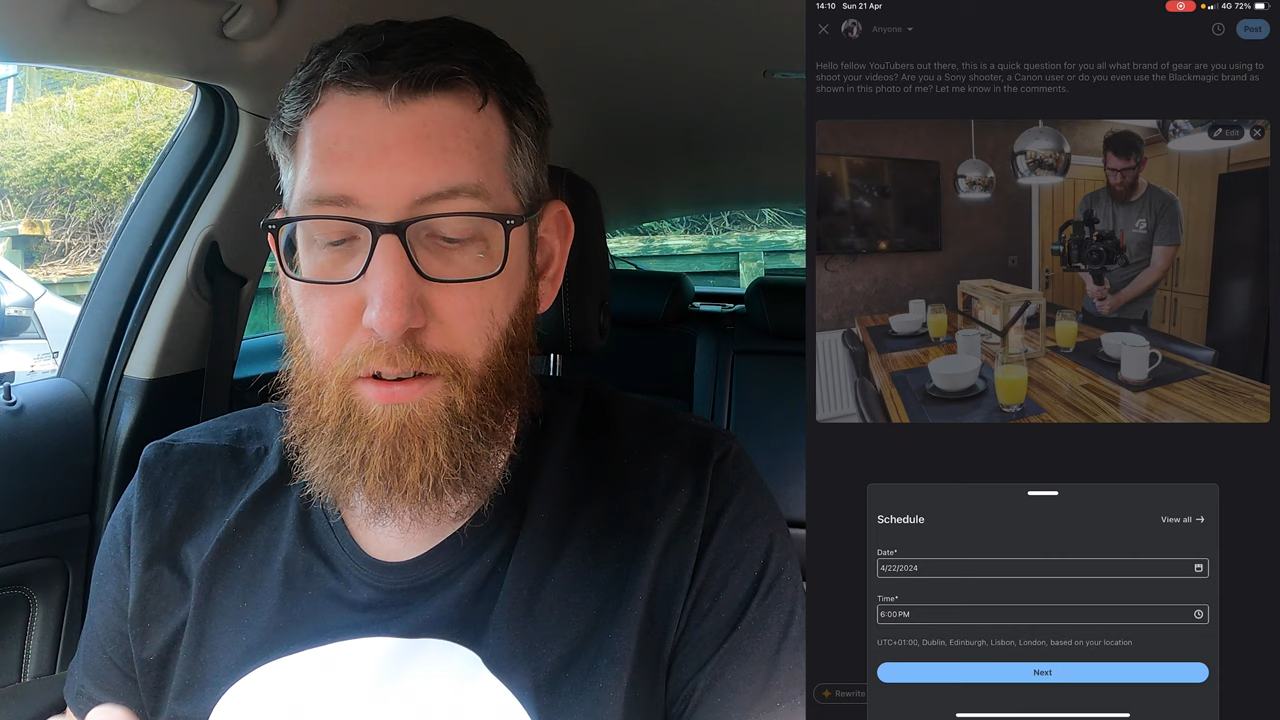 14:10 Sun 21 Apr
4G 72%
Anyone
Post
Hello fellow YouTubers out there, this is a quick question for you all what brand of gear are you using to
shoot your videos? Are you a Sony shooter, a Canon user or do you even use the Blackmagic brand as
shown in this photo of me? Let me know in the comments.
Edit
Schedule
View all
Date*
4/22/2024
Time*
6:00 PM
UTC+01:00, Dublin, Edinburgh, Lisbon, London, based on your location
Next
Rewrite